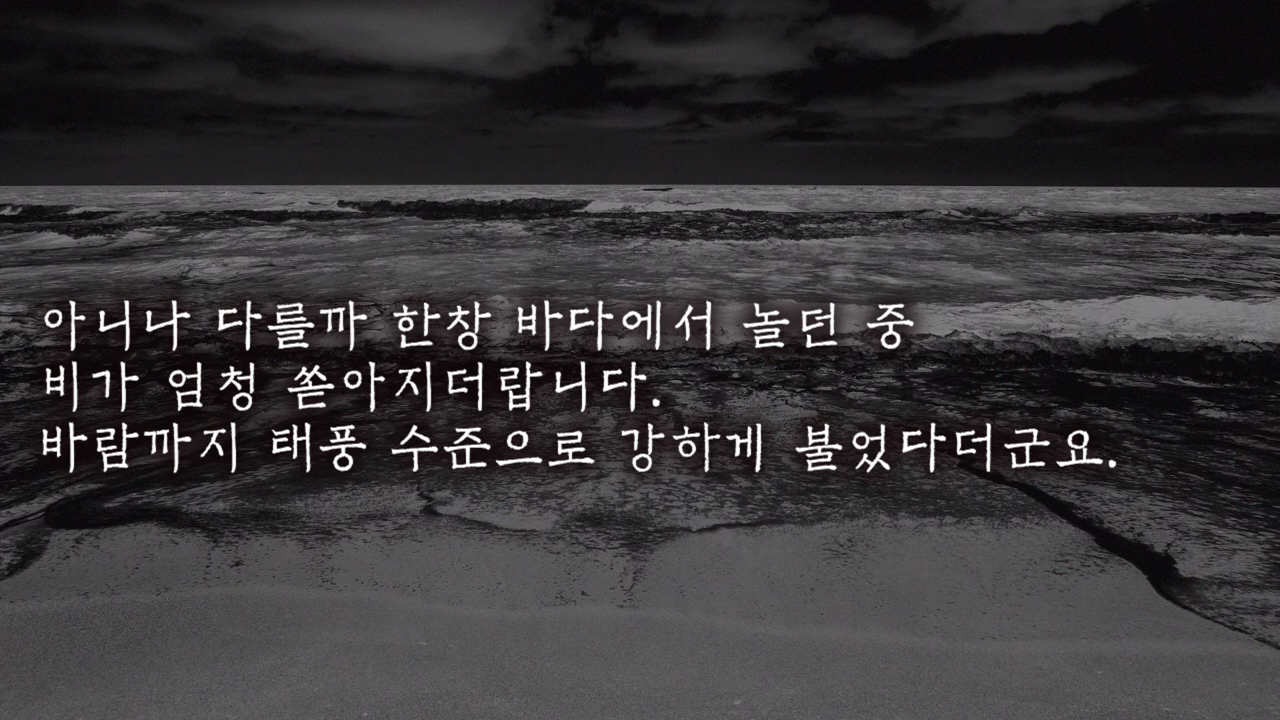 아니나 다를까 한창 바다에서 놀던 중
비가 엄청 쏟아지더랍니다.
바람까지 태풍 수준으로 강하게 불었다더군요.